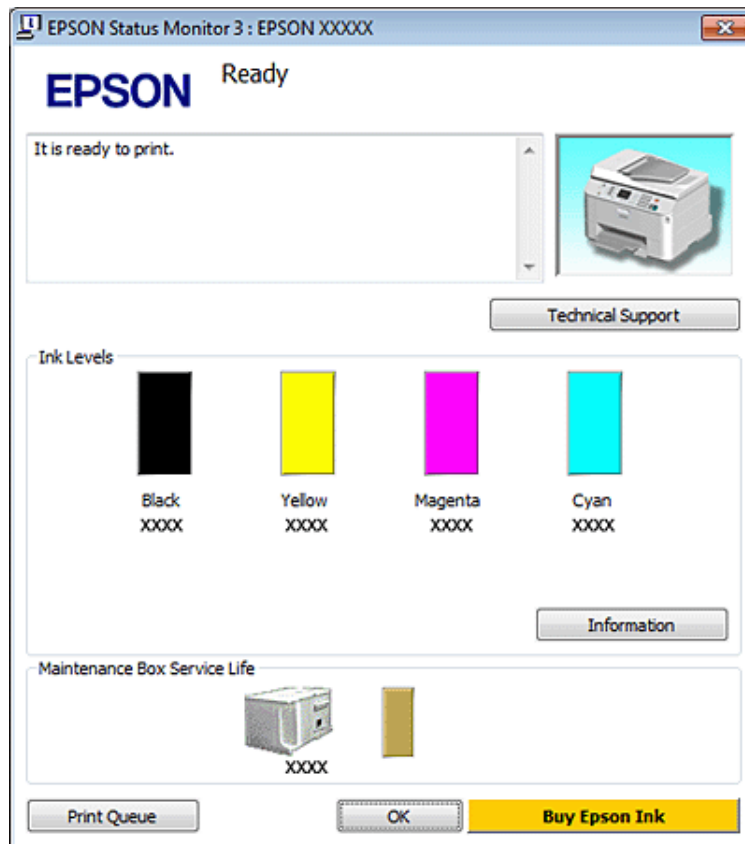 EPSON Status Monitor 3 : EPSON XXXXX
EPSON
Ready
It is ready to print.
Technical Support
Ink Levels
Black Yellow Magenta Cyan
XXXX XXXX XXXX XXXX
Information
Maintenance Box Service Life
XXXX
Print Queue OK Buy Epson Ink